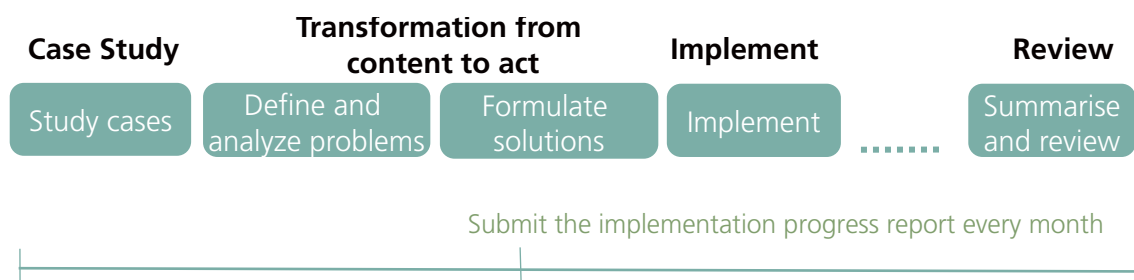 Case Study
Transformation from
content to act
Implement
Review
Study cases
Define and
analyze problems
Formulate
solutions
Implement
Summarise
and review
Submit the implementation progress report every month